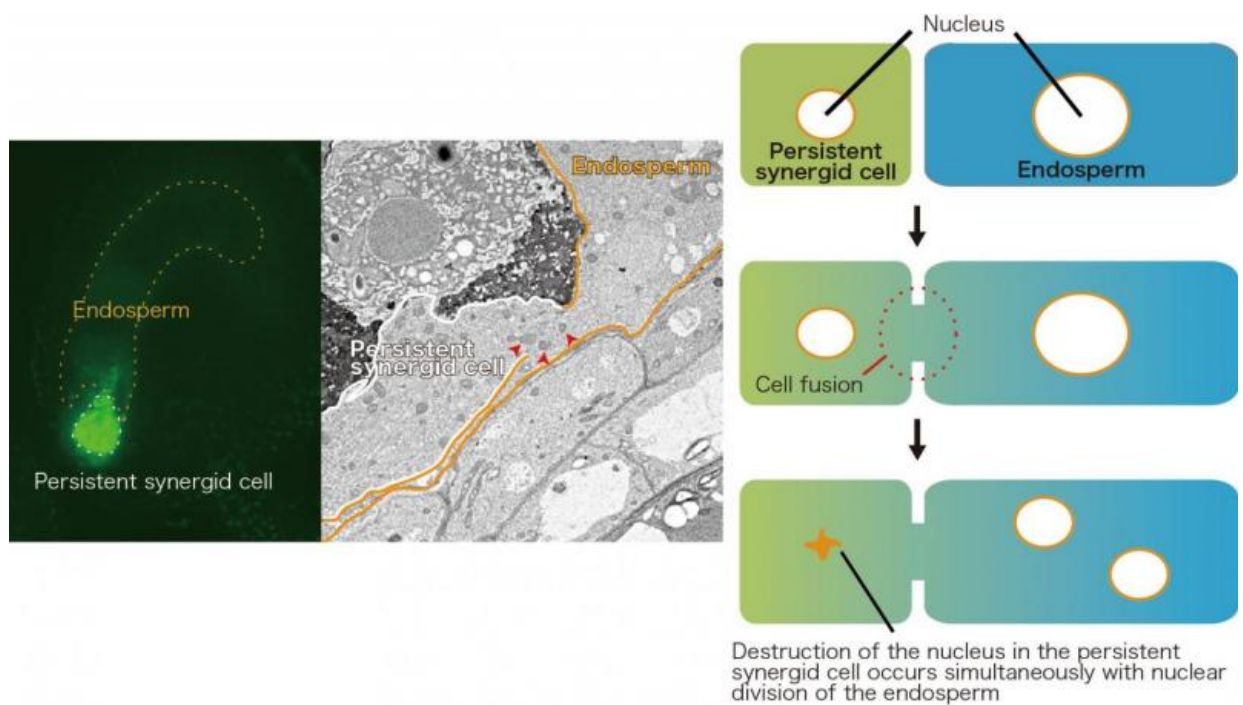 Endosperm
Persistent synergid cell
Endosperm
Persistent
synergid cell
Nucleus
Persistent
synergid cell
Endosperm
Cell fusion
Destruction of the nucleus in the persistent
synergid cell occurs simultaneously with nuclear
division of the endosperm